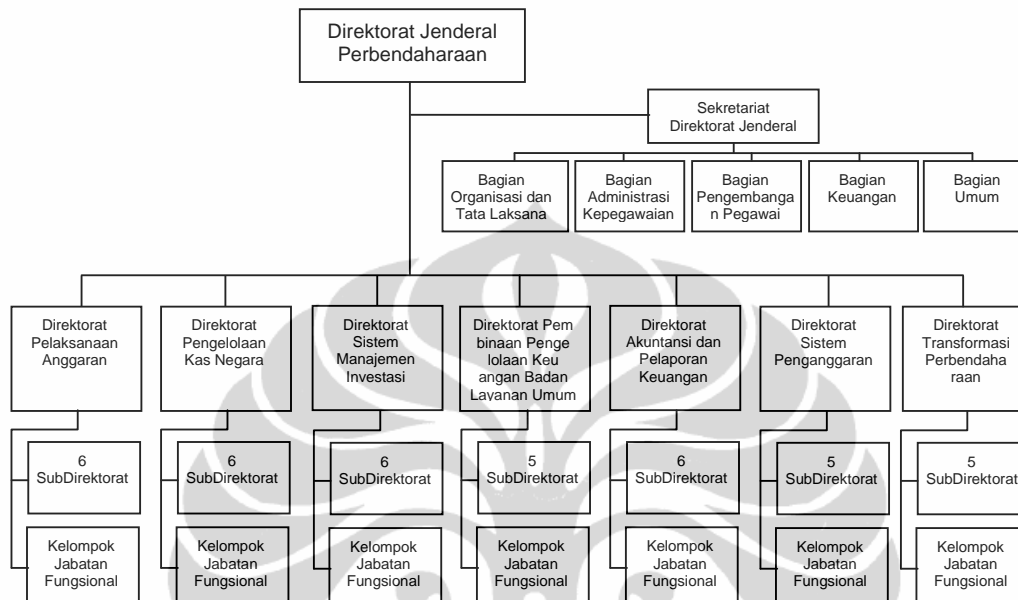 Direktorat Jenderal
Perbendaharaan
Sekretariat
Direktorat Jenderal
Bagian
Organisasi dan
Tata Laksana
Bagian
Administrasi
Kepegawaian
Bagian
Pengembanga
n Pegawai
Bagian
Keuangan
Bagian
Umum
Direktorat
Pelaksanaan
Anggaran
Direktorat
Pengelolaan
Kas Negara
Direktorat
Sistem
Manajemen
Investasi
Direktorat Pem
binaan Penge
lolaan Keu
angan Badan
Layanan Umum
Direktorat
Akuntansi dan
Pelaporan
Keuangan
Direktorat
Sistem
Penganggaran
Direktorat
Transformasi
Perbendaha
raan
6
SubDirektorat
6
SubDirektorat
6
SubDirektorat
5
SubDirektorat
6
SubDirektorat
5
SubDirektorat
5
SubDirektorat
Kelompok
Jabatan
Fungsional
Kelompok
Jabatan
Fungsional
Kelompok
Jabatan
Fungsional
Kelompok
Jabatan
Fungsional
Kelompok
Jabatan
Fungsional
Kelompok
Jabatan
Fungsional
Kelompok
Jabatan
Fungsional